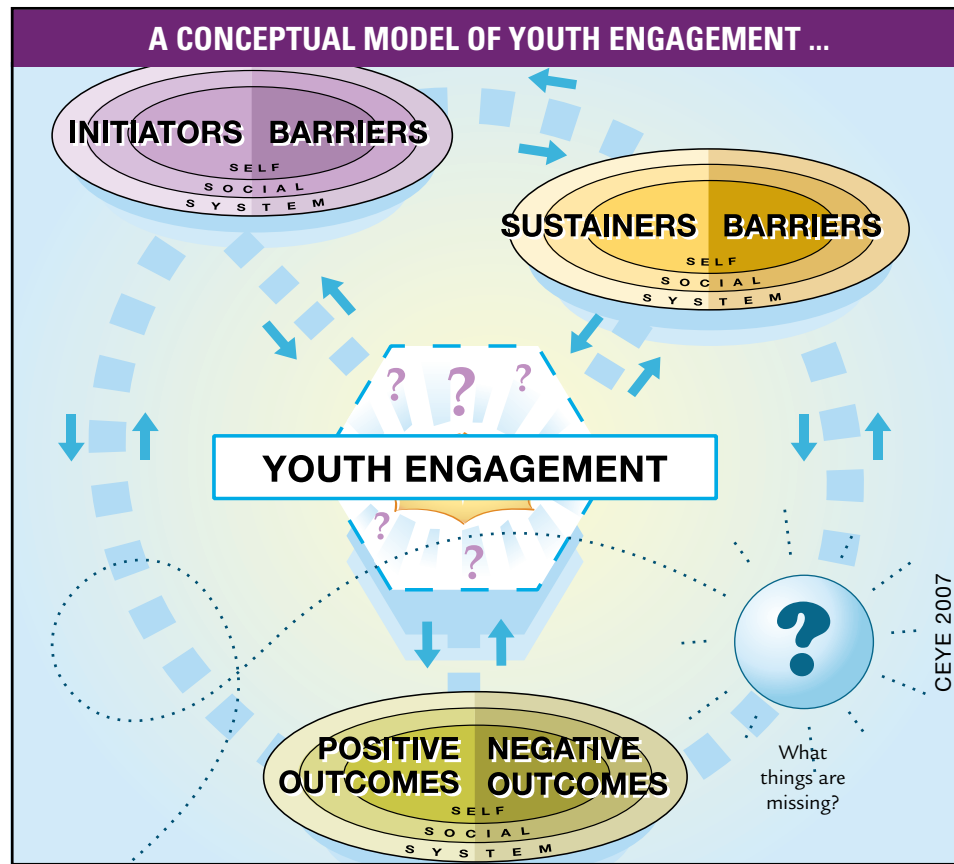 A CONCEPTUAL MODEL OF YOUTH ENGAGEMENT ...
INITIATORS BARRIERS
SELF
SOCIAL
SYSTEM
SUSTAINERS BARRIERS
SELF
SOCIAL
SYSTEM
? ? ?
YOUTH ENGAGEMENT
? ? ?
?
What
things are
missing?
CEYE 2007
POSITIVE NEGATIVE
OUTCOMES OUTCOMES
SELF
SOCIAL
SYSTEM